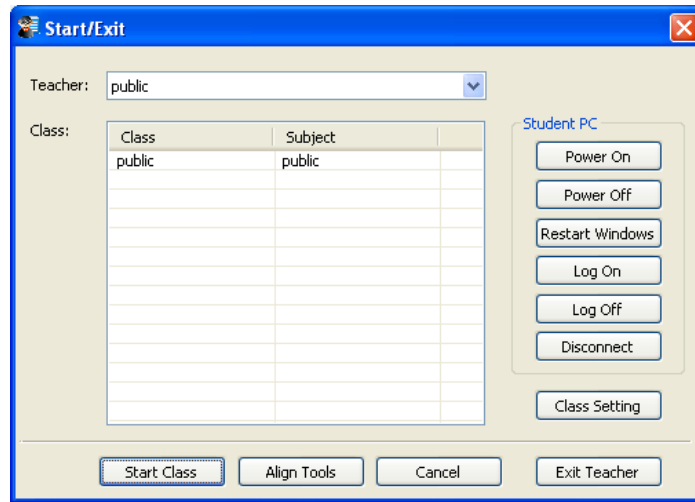 Start/Exit
Teacher: public
Class:
Class Subject
public public
Student PC
Power On
Power Off
Restart Windows
Log On
Log Off
Disconnect
Class Setting
Start Class Align Tools Cancel Exit Teacher